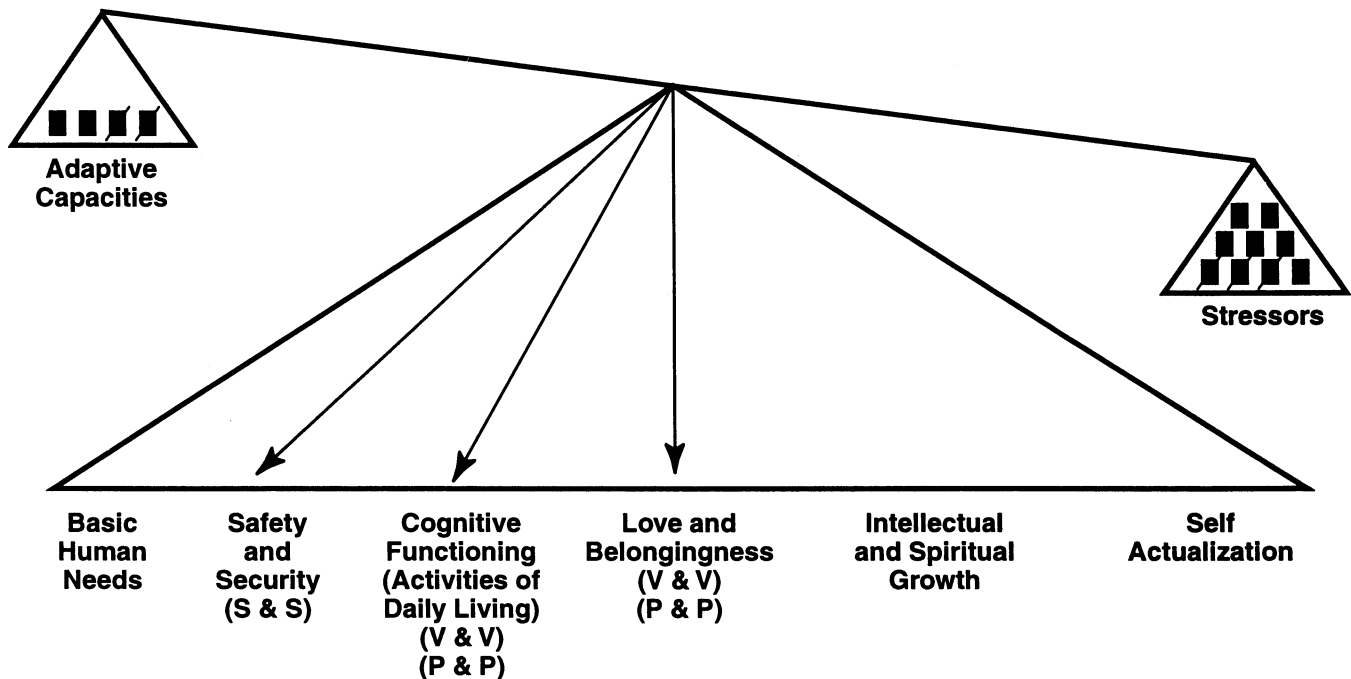 Adaptive
Capacities
Stressors
Basic
Human
Needs
Safety
and
Security
(S & S)
Cognitive
Functioning
(Activities of
Daily Living)
(V & V)
(P & P)
Love and
Belongingness
(V & V)
(P & P)
Intellectual
and Spiritual
Growth
Self
Actualization